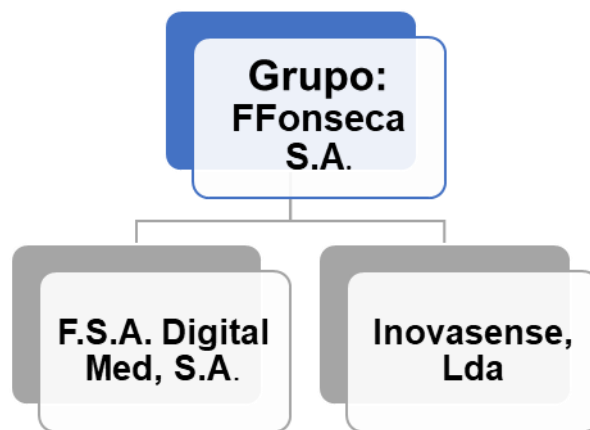 Grupo:
FFonseca
S.A.
F.S.A. Digital
Med, S.A.
Inovasense,
Lda